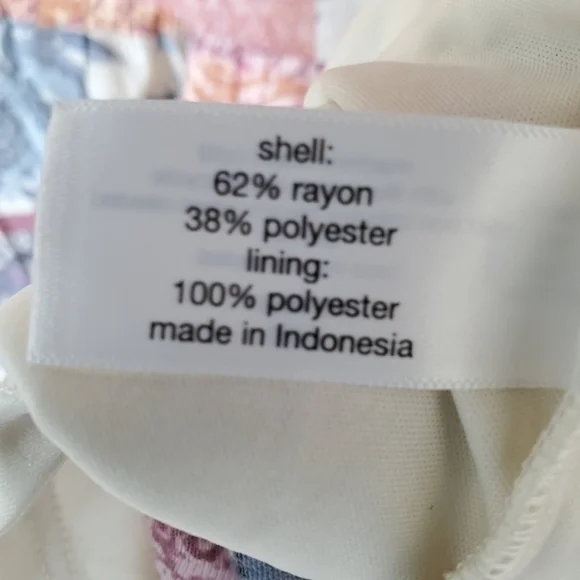 shell:
62% rayon
38% polyester
lining:
100% polyester
made in Indonesia